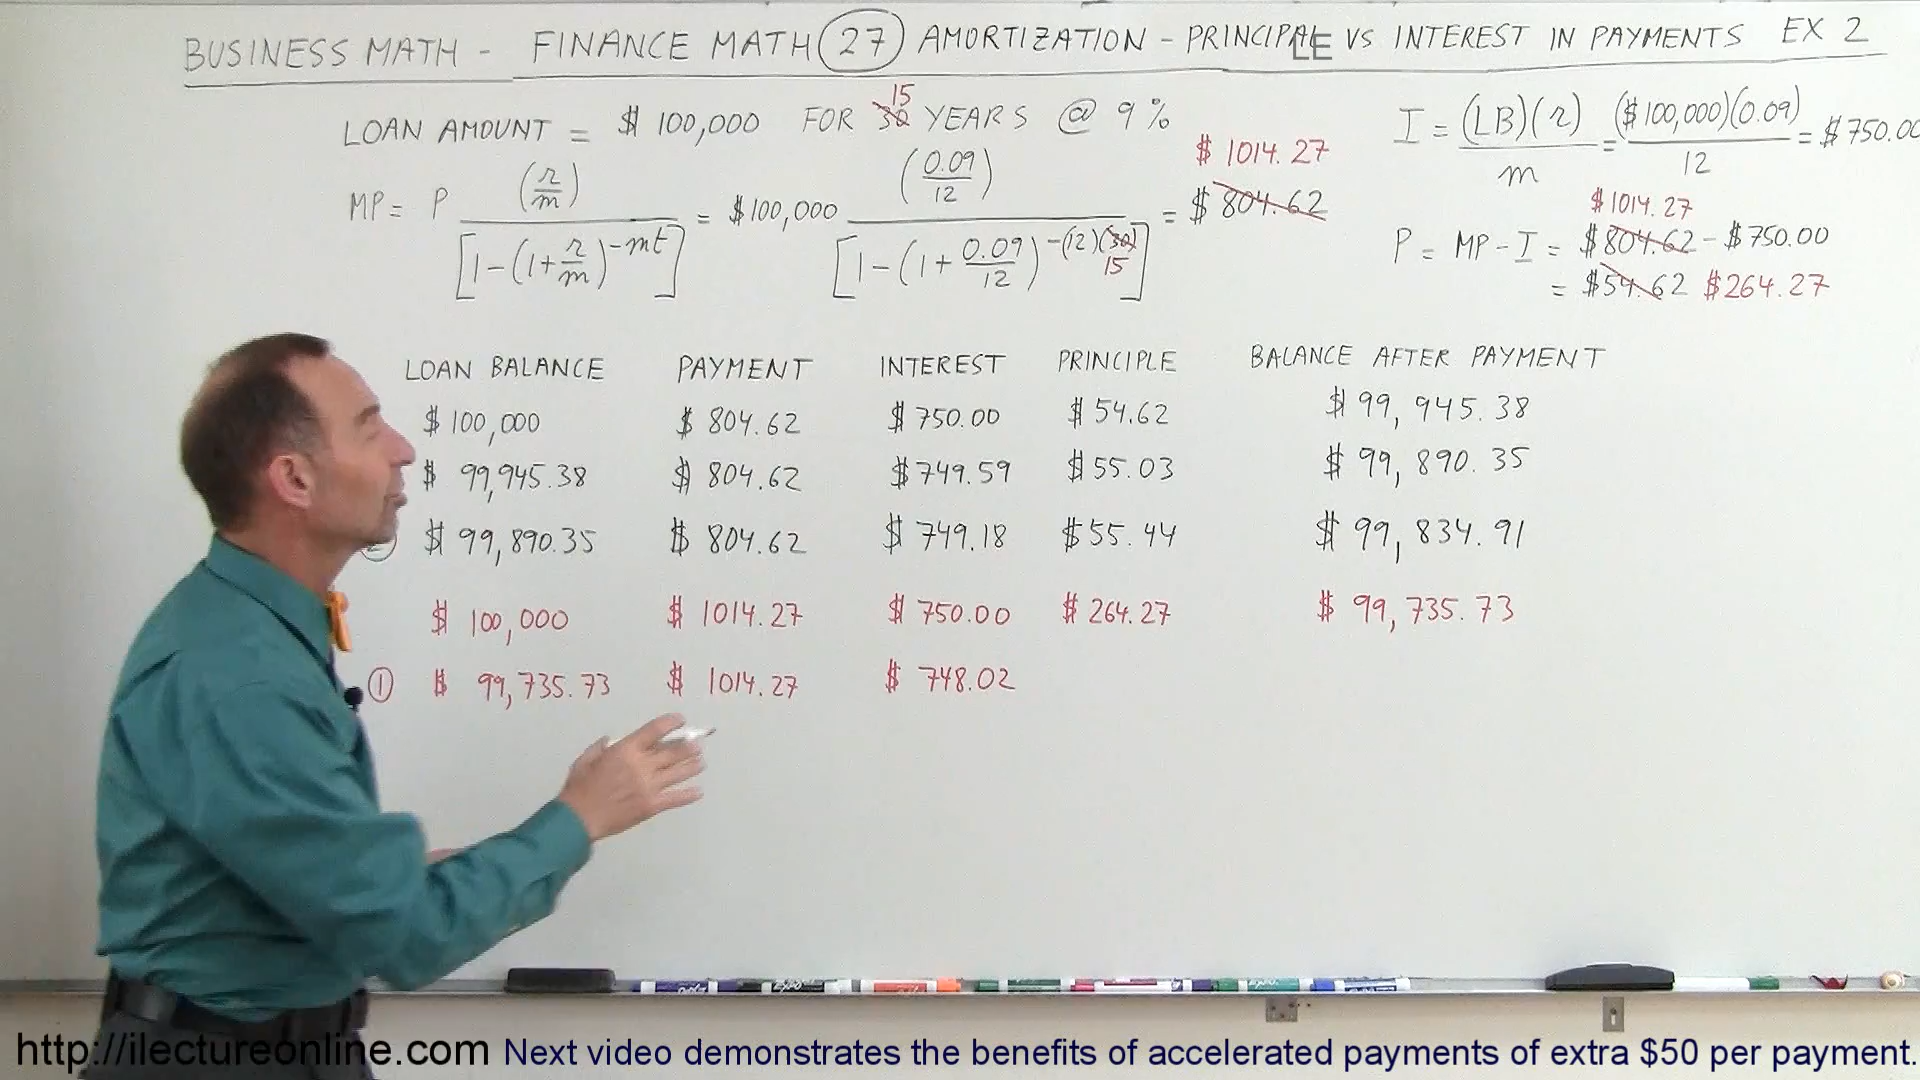 BUSINESS MATH - FINANCE MATH 27 AMORTIZATION - PRINCIPLE VS INTEREST IN PAYMENTS EX 2
LOAN AMOUNT = $ 100,000 FOR 30 15 YEARS @ 9%
MP = P (r/m) / [1-(1+r/m)^-mt] = $100,000 (0.09/12) / [1-(1+0.09/12)^-(12)(30) 15] = $ 804.62 $ 1014.27
I = (LB)(r) / m = ($100,000)(0.09) / 12 = $750.00
P = MP - I = $804.62 $1014.27 - $750.00
= $54.62 $264.27
LOAN BALANCE PAYMENT INTEREST PRINCIPLE BALANCE AFTER PAYMENT
$ 100,000 $ 804.62 $ 750.00 $ 54.62 $ 99,945.38
$ 99,945.38 $ 804.62 $ 749.59 $ 55.03 $ 99,890.35
$ 99,890.35 $ 804.62 $ 749.18 $ 55.44 $ 99,834.91
$ 100,000 $ 1014.27 $ 750.00 $ 264.27 $ 99,735.73
① $ 99,735.73 $ 1014.27 $ 748.02
http://ilectureonline.com Next video demonstrates the benefits of accelerated payments of extra $50 per payment.